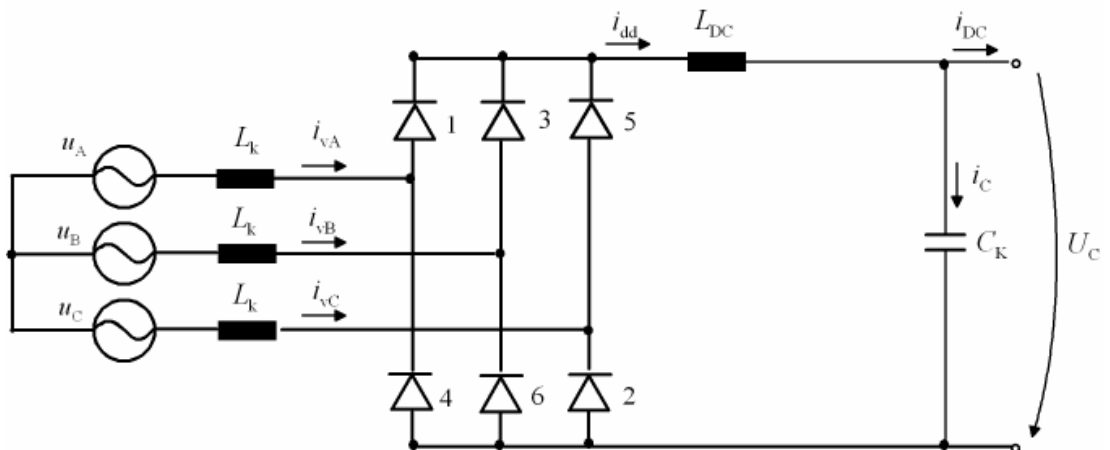 i_dd
L_DC
i_DC
1
3
5
u_A
L_k
i_vA
u_B
L_k
i_vB
u_C
L_k
i_vC
i_C
C_K
U_C
4
6
2